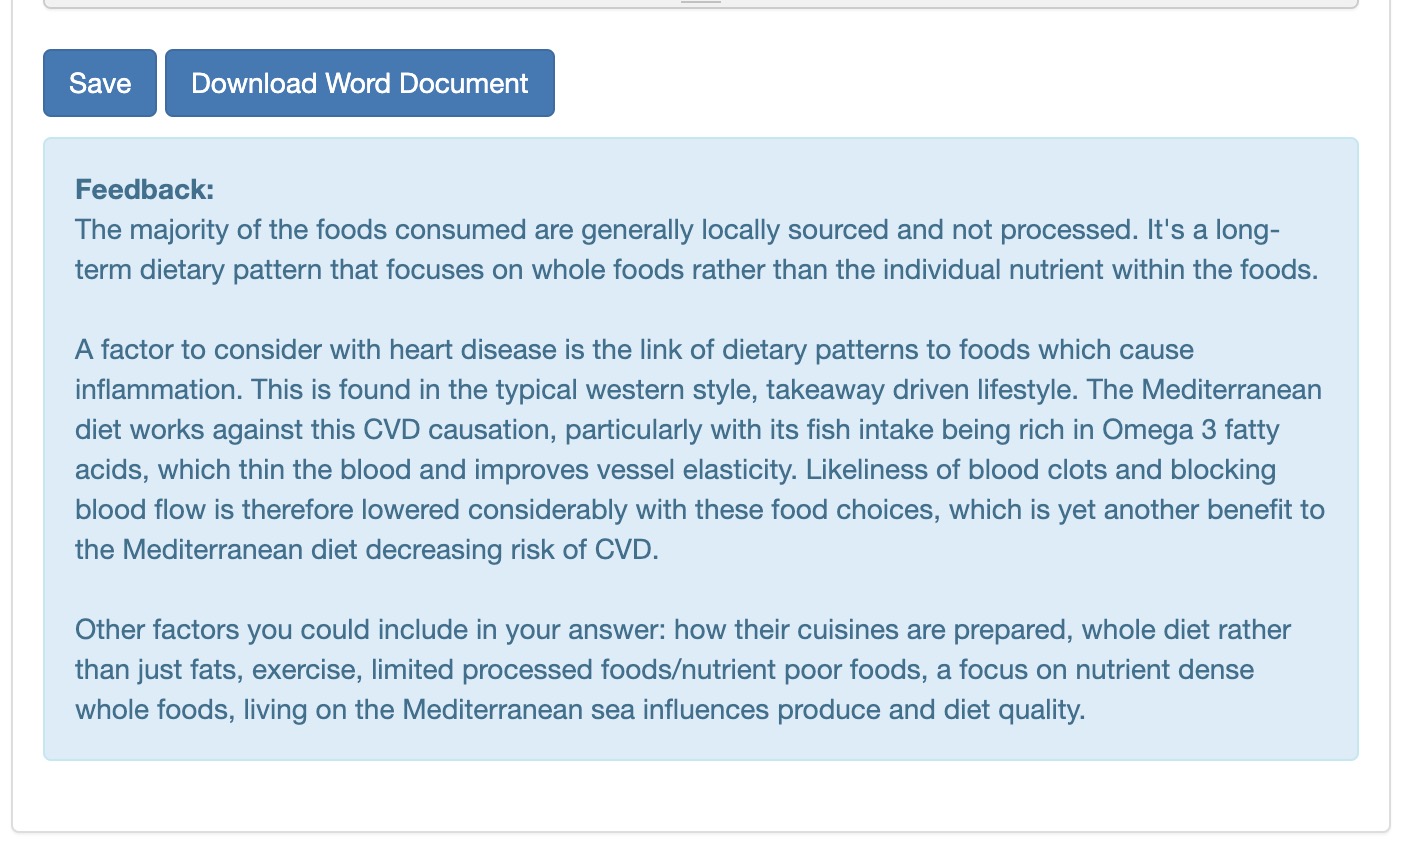 Save Download Word Document
Feedback:
The majority of the foods consumed are generally locally sourced and not processed. It's a long-
term dietary pattern that focuses on whole foods rather than the individual nutrient within the foods.
A factor to consider with heart disease is the link of dietary patterns to foods which cause
inflammation. This is found in the typical western style, takeaway driven lifestyle. The Mediterranean
diet works against this CVD causation, particularly with its fish intake being rich in Omega 3 fatty
acids, which thin the blood and improves vessel elasticity. Likeliness of blood clots and blocking
blood flow is therefore lowered considerably with these food choices, which is yet another benefit to
the Mediterranean diet decreasing risk of CVD.
Other factors you could include in your answer: how their cuisines are prepared, whole diet rather
than just fats, exercise, limited processed foods/nutrient poor foods, a focus on nutrient dense
whole foods, living on the Mediterranean sea influences produce and diet quality.